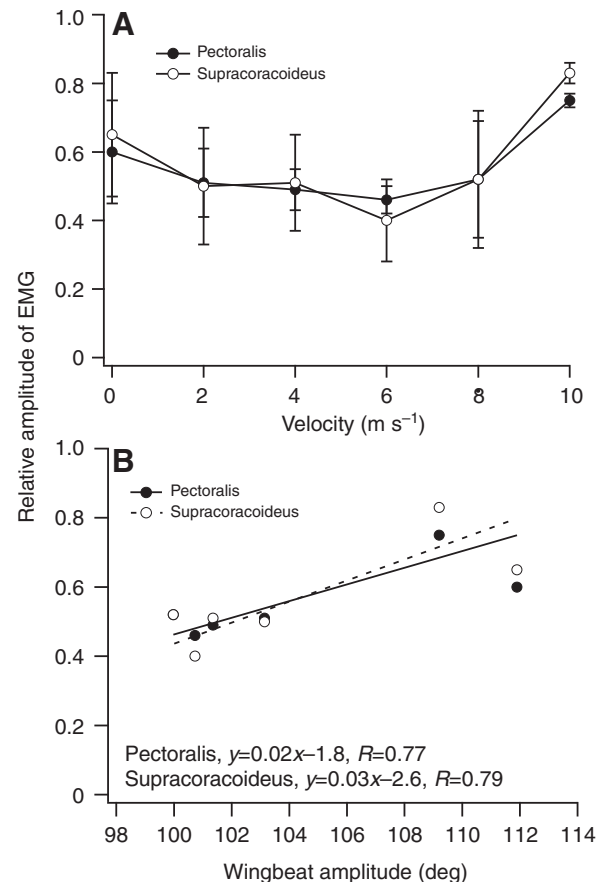 A
Pectoralis
Supracoracoideus
1.0
0.8
0.6
0.4
0.2
0
0 2 4 6 8 10
Velocity (m s⁻¹)
Relative amplitude of EMG
B
Pectoralis
Supracoracoideus
1.0
0.8
0.6
0.4
0.2
0
Pectoralis, y=0.02x–1.8, R=0.77
Supracoracoideus, y=0.03x–2.6, R=0.79
98 100 102 104 106 108 110 112 114
Wingbeat amplitude (deg)